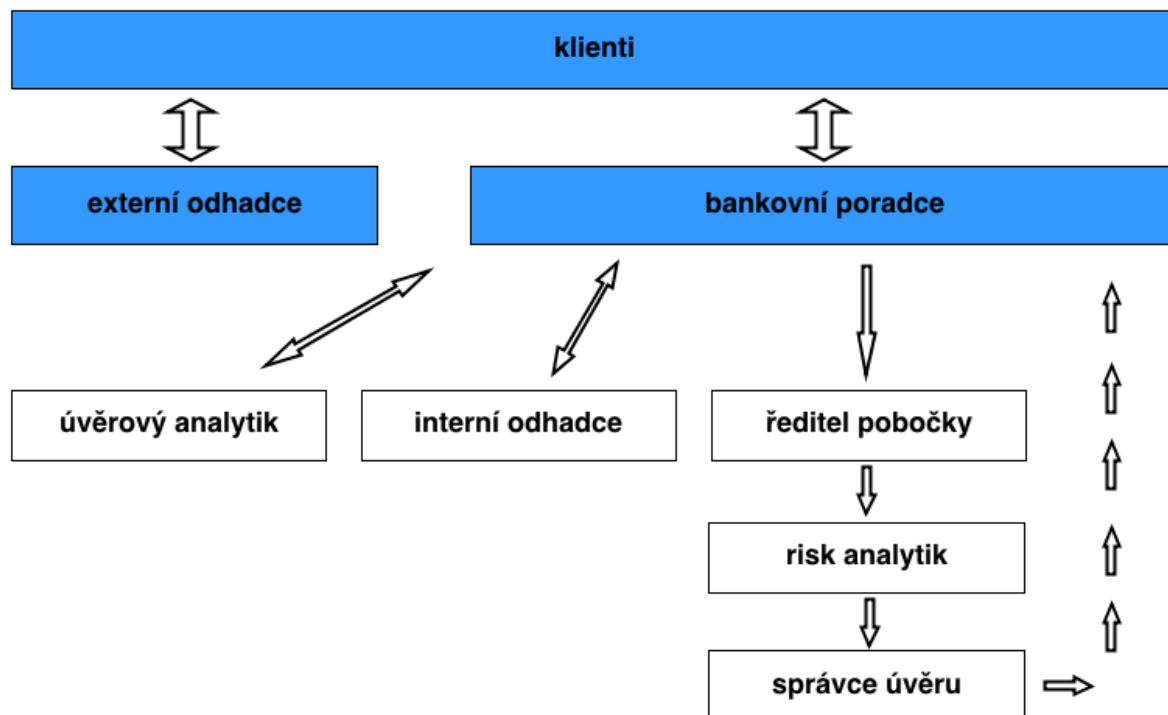 klienti
externí odhadce
bankovní poradce
úvěrový analytik
interní odhadce
ředitel pobočky
risk analytik
správce úvěru